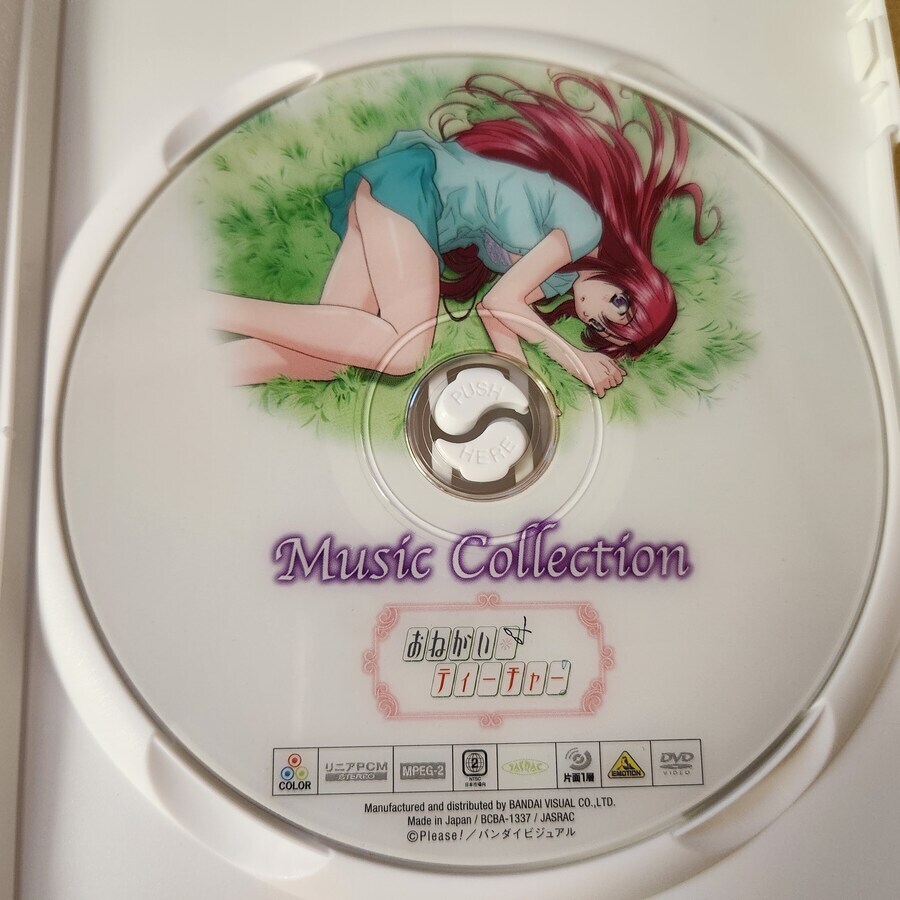 PUSH
HERE
Music Collection
おねがい☆
ティーチャー
COLOR
リニアPCM
STEREO
MPEG-2
2
NTSC
日本市場向
片面1層
EMOTION
DVD
VIDEO
Manufactured and distributed by BANDAI VISUAL CO.,LTD.
Made in Japan / BCBA-1337 / JASRAC
©Please!／バンダイビジュアル